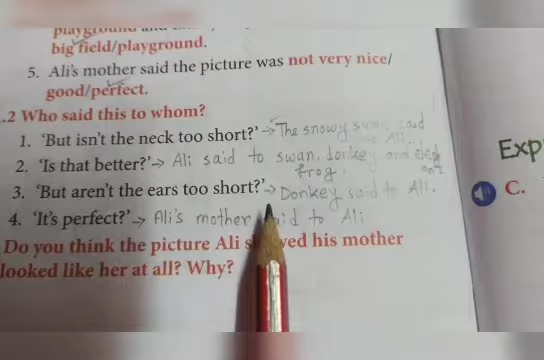 playground and
big field/playground.
5. Ali's mother said the picture was not very nice/
good/perfect.
.2 Who said this to whom?
1. 'But isn't the neck too short?' → The snowy swan said
Ali.
2. 'Is that better?' → Ali said to swan, donkey and elep
frog. ant
3. 'But aren't the ears too short?' → Donkey said to Ali.
4. 'It's perfect?' → Ali's mother said to Ali
Do you think the picture Ali showed his mother
looked like her at all? Why?
Exp
C.